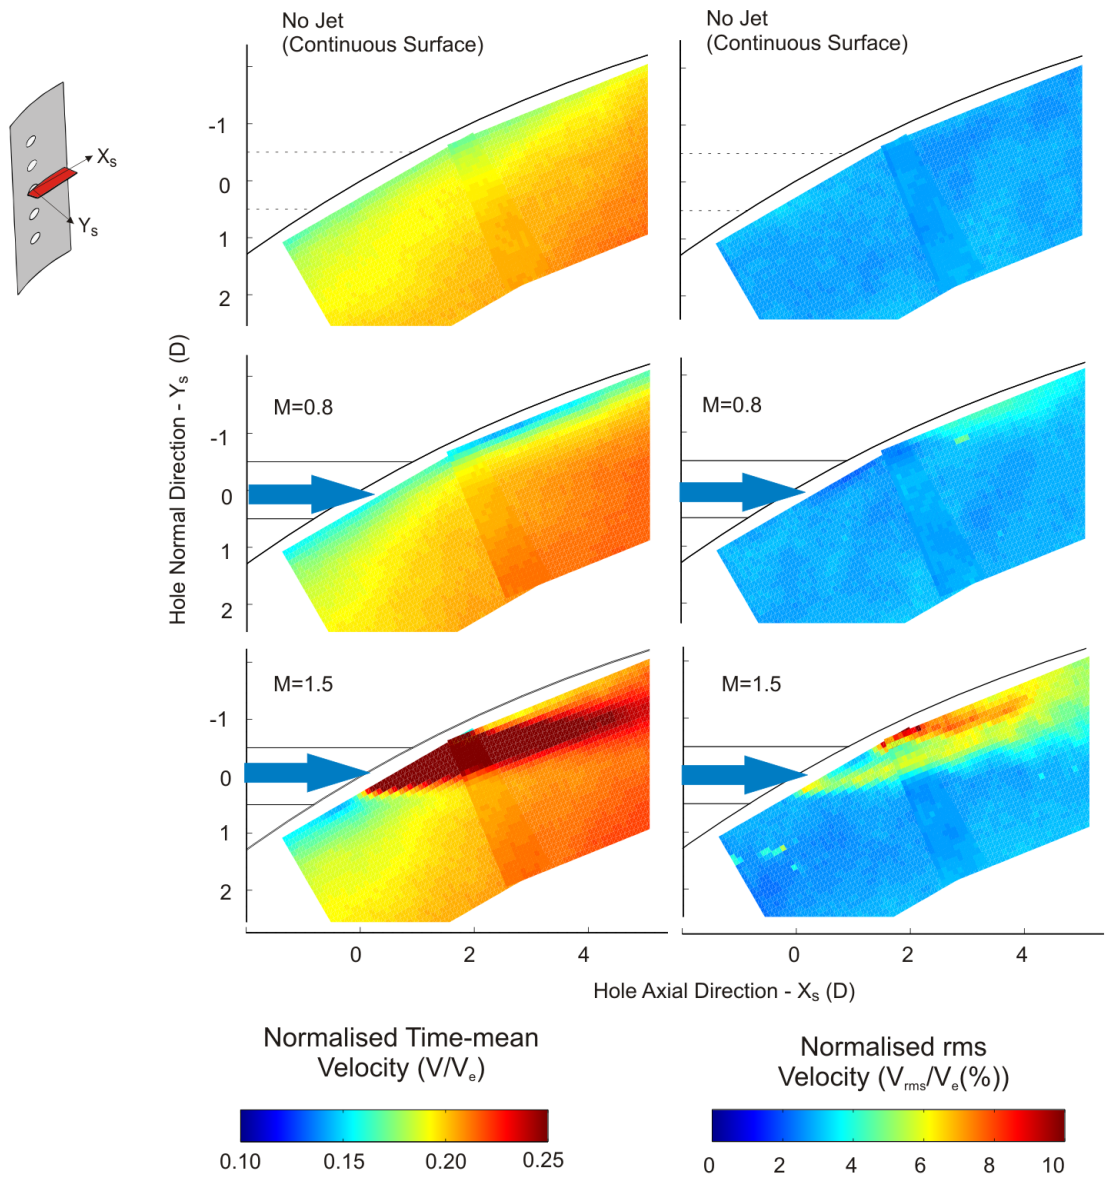 No Jet
(Continuous Surface)
No Jet
(Continuous Surface)
Xs
Ys
-1
0
1
2
Hole Normal Direction - Ys (D)
M=0.8
M=0.8
-1
0
1
2
M=1.5
M=1.5
-1
0
1
2
0 2 4
0 2 4
Hole Axial Direction - Xs (D)
Normalised Time-mean
Velocity (V/Ve)
0.10 0.15 0.20 0.25
Normalised rms
Velocity (Vrms/Ve(%))
0 2 4 6 8 10